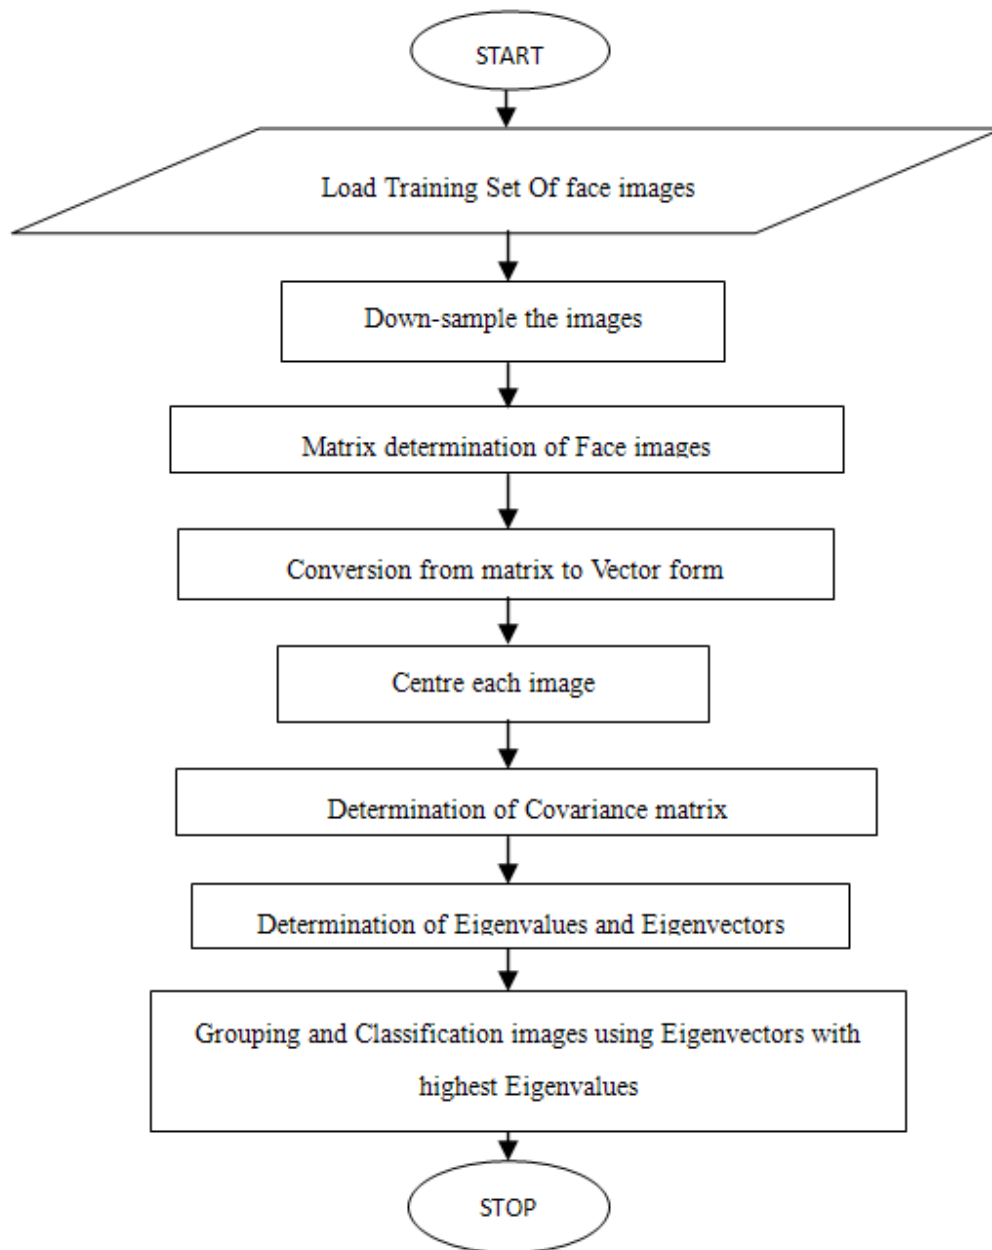 START
Load Training Set Of face images
Down-sample the images
Matrix determination of Face images
Conversion from matrix to Vector form
Centre each image
Determination of Covariance matrix
Determination of Eigenvalues and Eigenvectors
Grouping and Classification images using Eigenvectors with
highest Eigenvalues
STOP